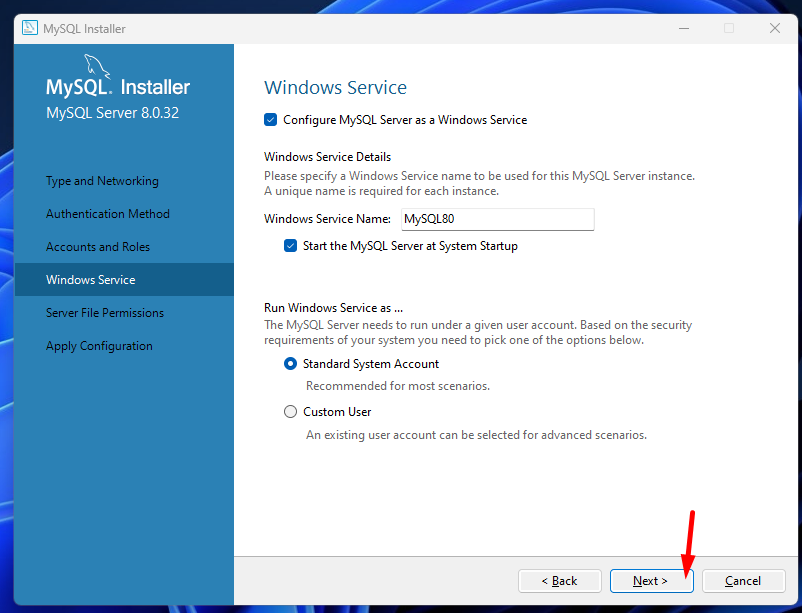 MySQL Installer
MySQL. Installer
MySQL Server 8.0.32
Type and Networking
Authentication Method
Accounts and Roles
Windows Service
Server File Permissions
Apply Configuration
Windows Service
Configure MySQL Server as a Windows Service
Windows Service Details
Please specify a Windows Service name to be used for this MySQL Server instance.
A unique name is required for each instance.
Windows Service Name: MySQL80
Start the MySQL Server at System Startup
Run Windows Service as ...
The MySQL Server needs to run under a given user account. Based on the security
requirements of your system you need to pick one of the options below.
Standard System Account
Recommended for most scenarios.
Custom User
An existing user account can be selected for advanced scenarios.
< Back Next > Cancel